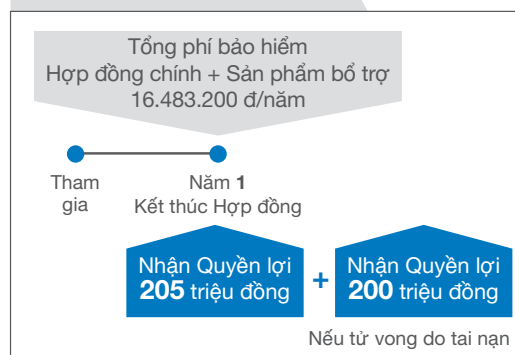 Tổng phí bảo hiểm
Hợp đồng chính + Sản phẩm bổ trợ
16.483.200 đ/năm
Tham
gia
Năm 1
Kết thúc Hợp đồng
Nhận Quyền lợi
205 triệu đồng
+
Nhận Quyền lợi
200 triệu đồng
Nếu tử vong do tai nạn